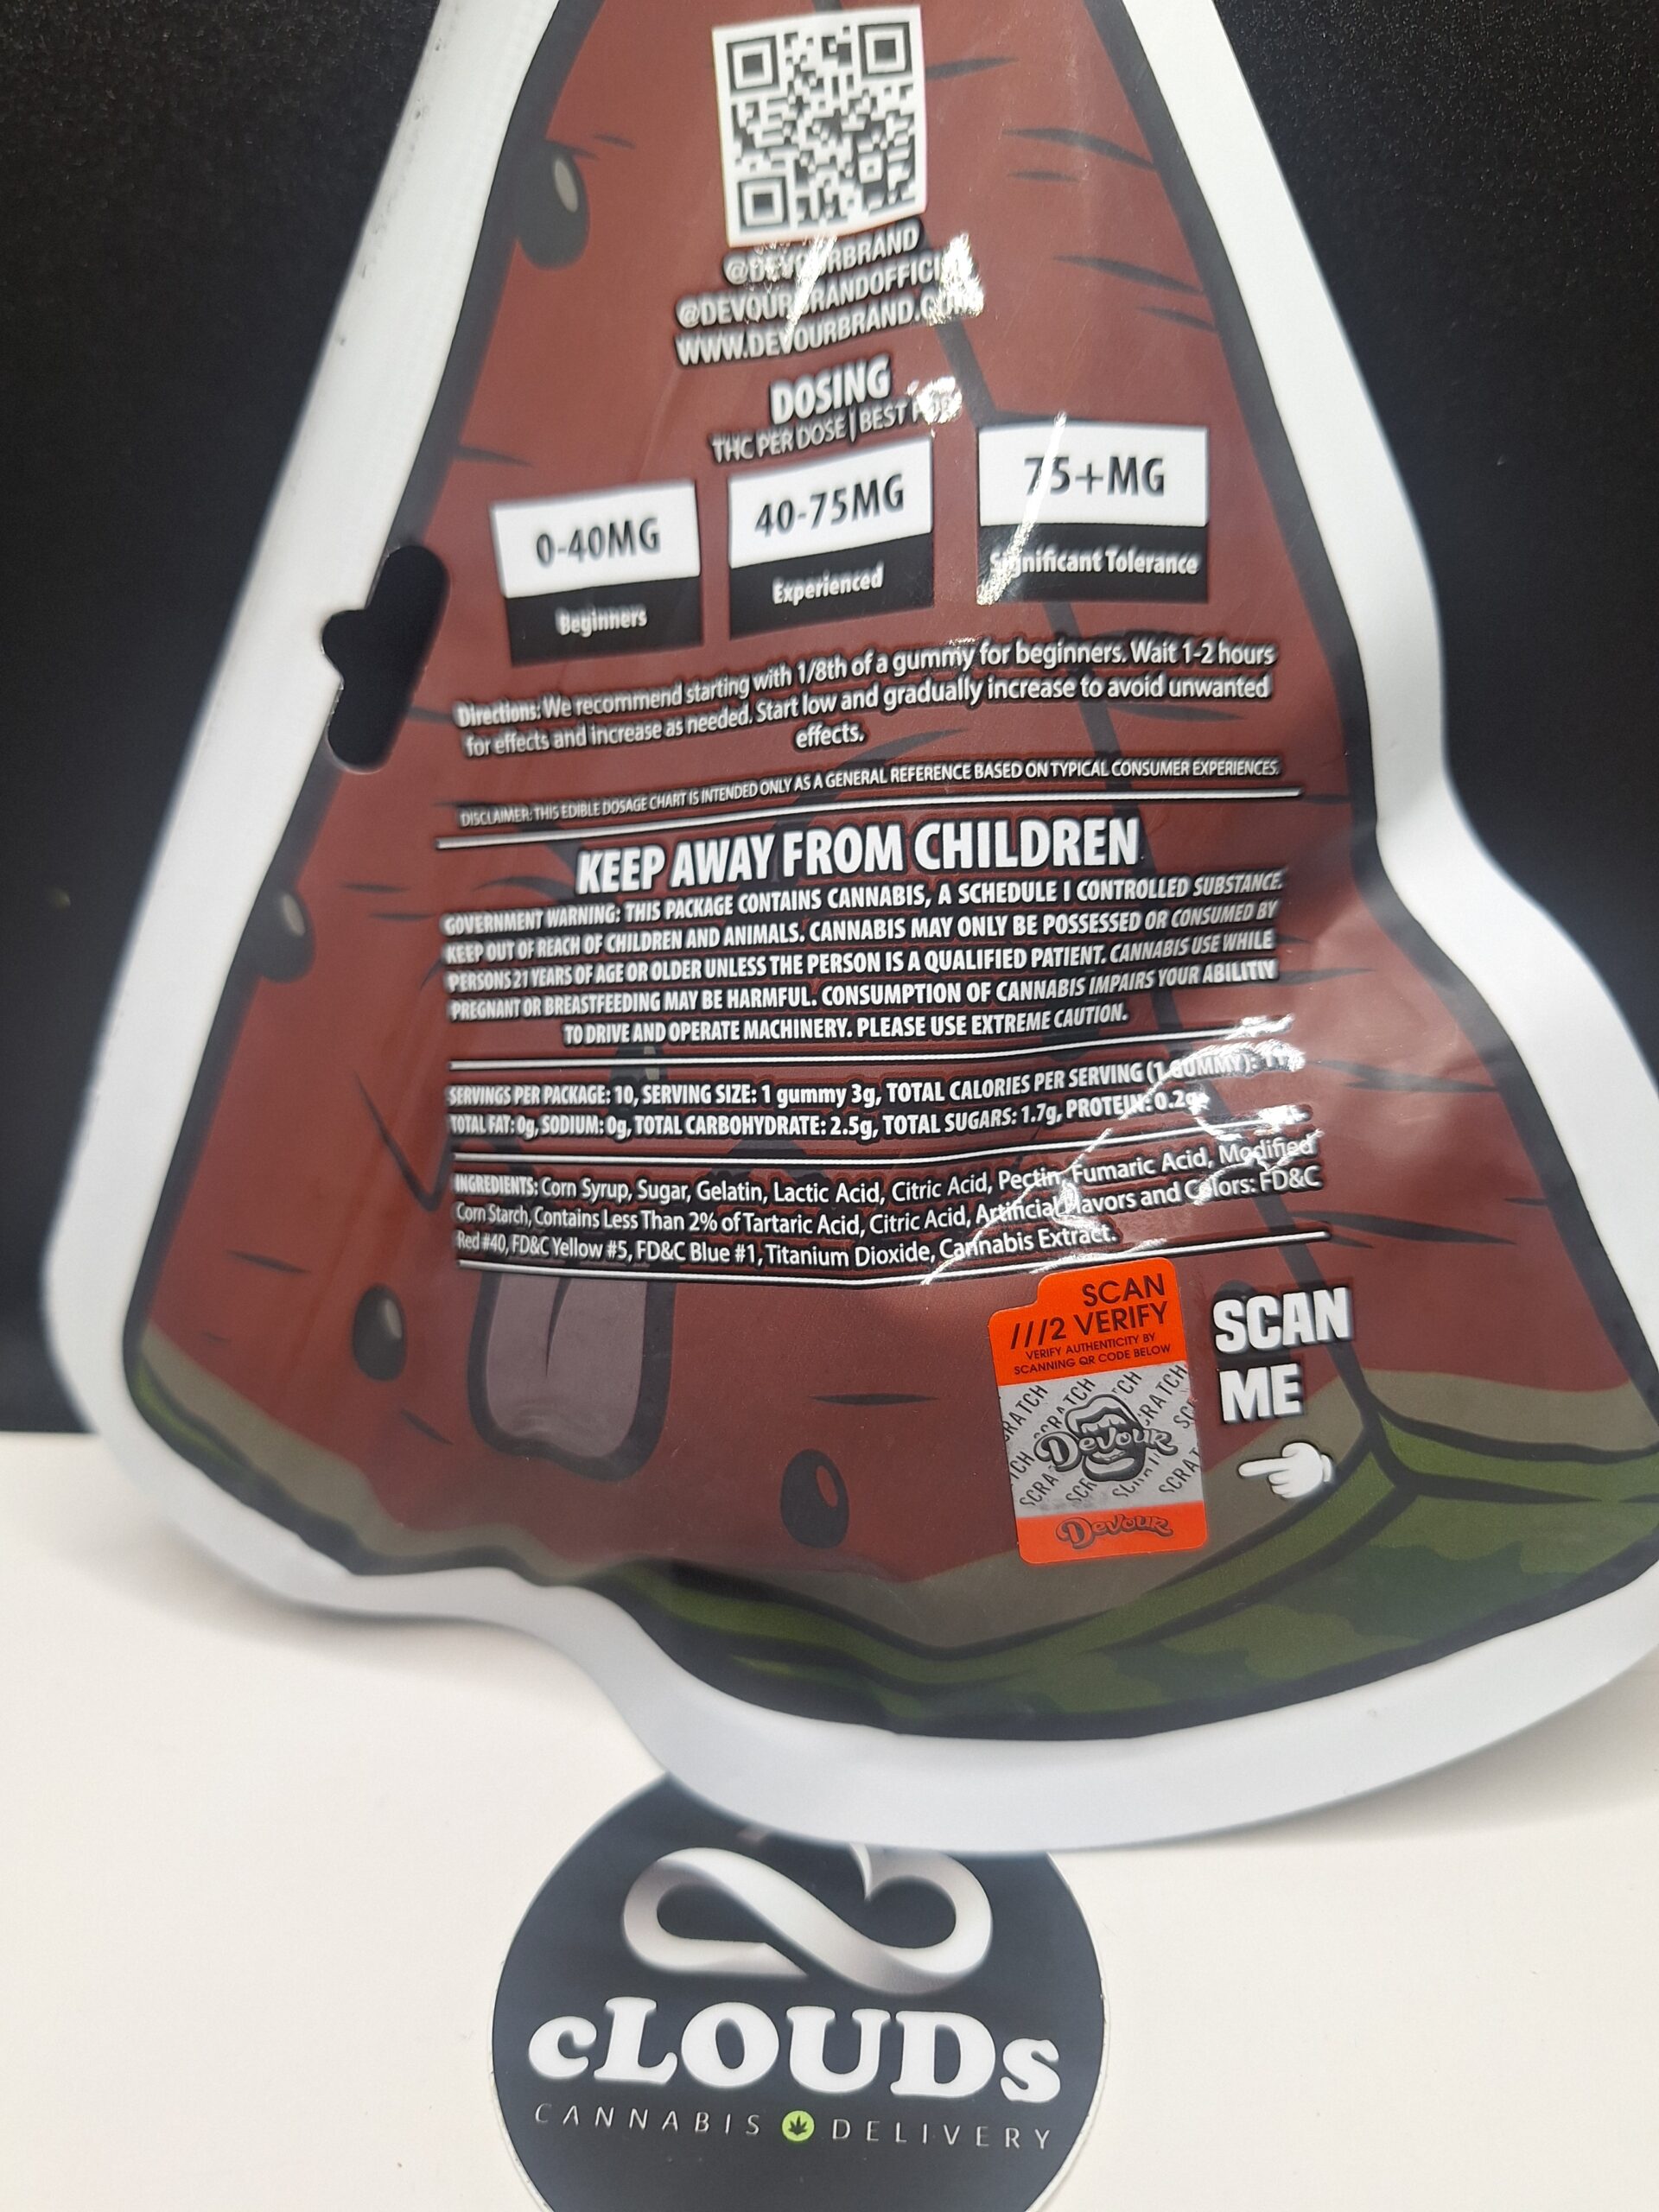 @DEVOURBRAND
@DEVOURBRANDOFFICIAL
WWW.DEVOURBRAND.COM
DOSING
THC PER DOSE | BEST FOR
0-40MG
Beginners
40-75MG
Experienced
75+MG
Significant Tolerance
Directions: We recommend starting with 1/8th of a gummy for beginners. Wait 1-2 hours
for effects and increase as needed. Start low and gradually increase to avoid unwanted
effects.
DISCLAIMER: THIS EDIBLE DOSAGE CHART IS INTENDED ONLY AS A GENERAL REFERENCE BASED ON TYPICAL CONSUMER EXPERIENCES.
KEEP AWAY FROM CHILDREN
GOVERNMENT WARNING: THIS PACKAGE CONTAINS CANNABIS, A SCHEDULE I CONTROLLED SUBSTANCE.
KEEP OUT OF REACH OF CHILDREN AND ANIMALS. CANNABIS MAY ONLY BE POSSESSED OR CONSUMED BY
PERSONS 21 YEARS OF AGE OR OLDER UNLESS THE PERSON IS A QUALIFIED PATIENT. CANNABIS USE WHILE
PREGNANT OR BREASTFEEDING MAY BE HARMFUL. CONSUMPTION OF CANNABIS IMPAIRS YOUR ABILITIY
TO DRIVE AND OPERATE MACHINERY. PLEASE USE EXTREME CAUTION.
SERVINGS PER PACKAGE: 10, SERVING SIZE: 1 gummy 3g, TOTAL CALORIES PER SERVING (1 GUMMY):
TOTAL FAT: 0g, SODIUM: 0g, TOTAL CARBOHYDRATE: 2.5g, TOTAL SUGARS: 1.7g, PROTEIN: 0.2g
INGREDIENTS: Corn Syrup, Sugar, Gelatin, Lactic Acid, Citric Acid, Pectin, Fumaric Acid, Modified
Corn Starch, Contains Less Than 2% of Tartaric Acid, Citric Acid, Artificial Flavors and Colors: FD&C
Red #40, FD&C Yellow #5, FD&C Blue #1, Titanium Dioxide, Cannabis Extract.
SCAN
///2 VERIFY
VERIFY AUTHENTICITY BY
SCANNING QR CODE BELOW
SCRATCH
Devour
Devour
SCAN
ME
cLOUDs
CANNABIS DELIVERY